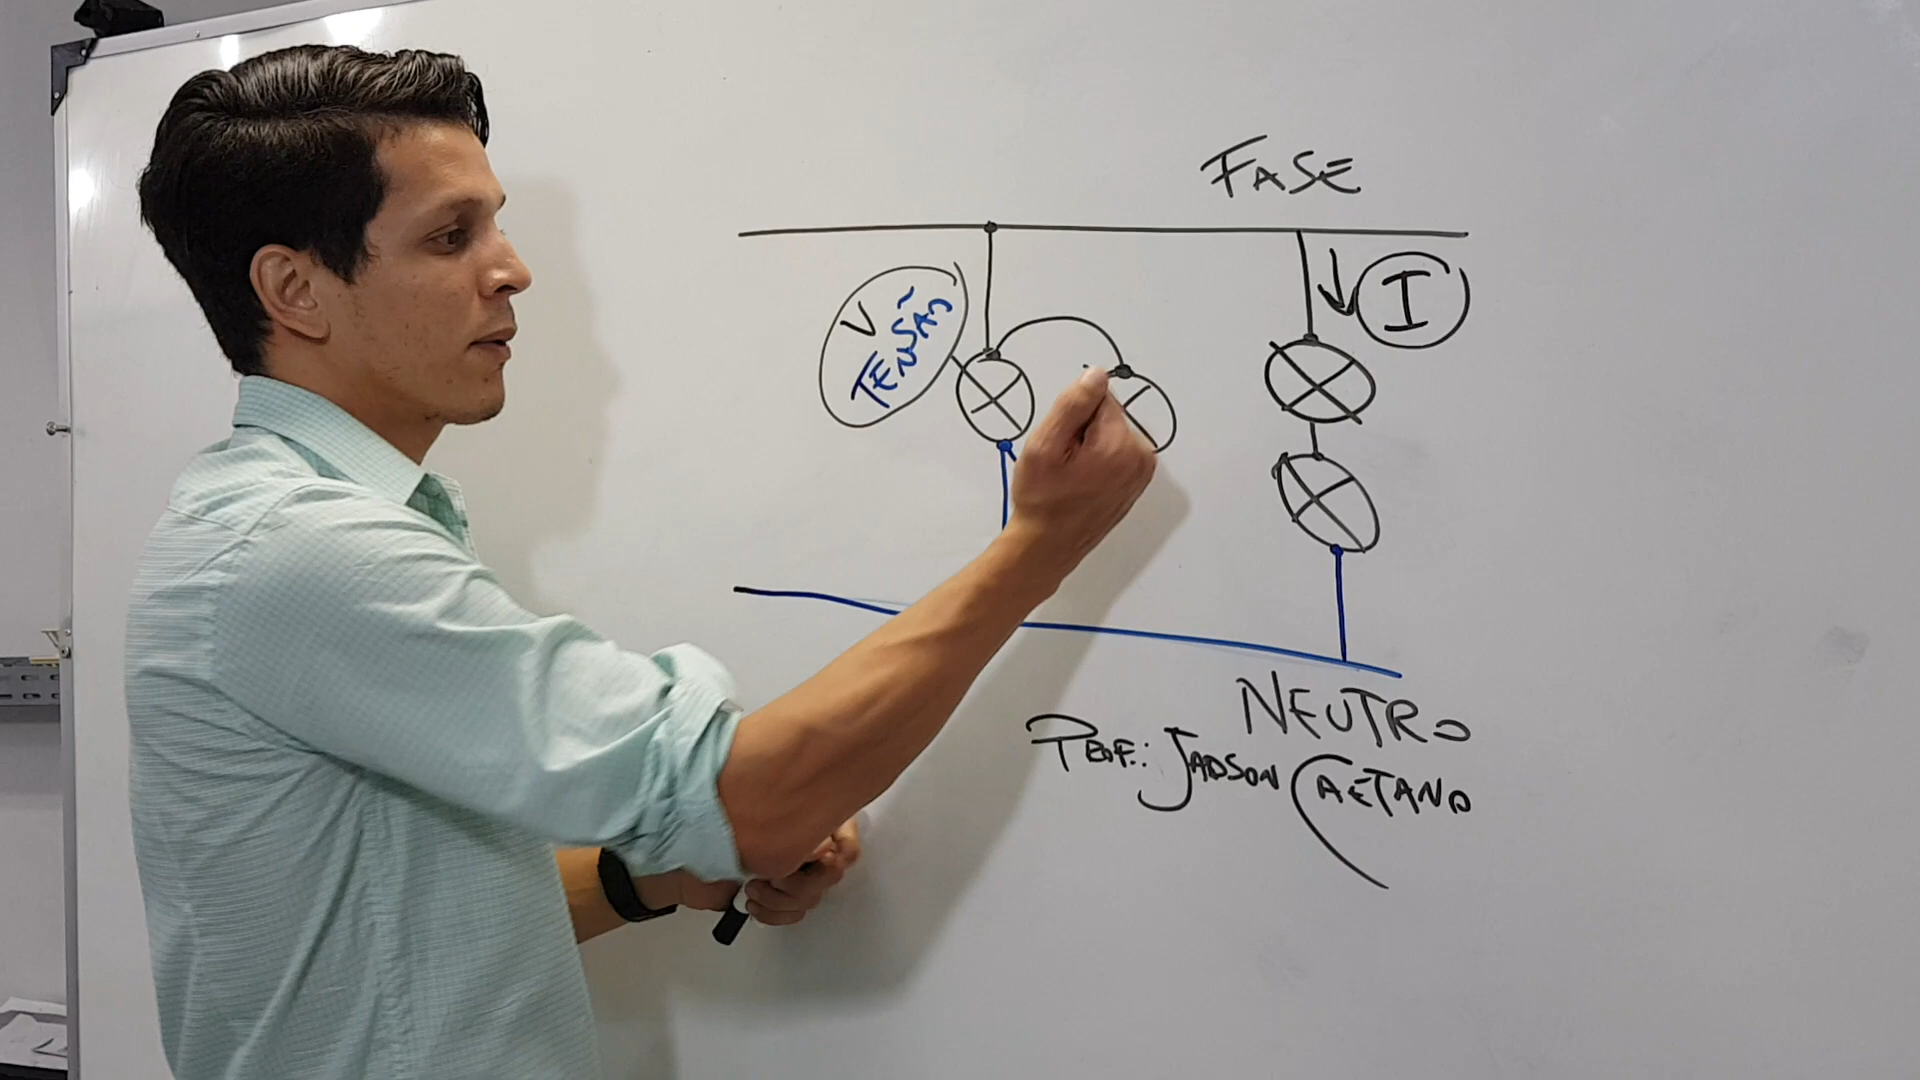 FASE
V
TENSÃO
I
NEUTRO
PROF.: JADSON CAETANO